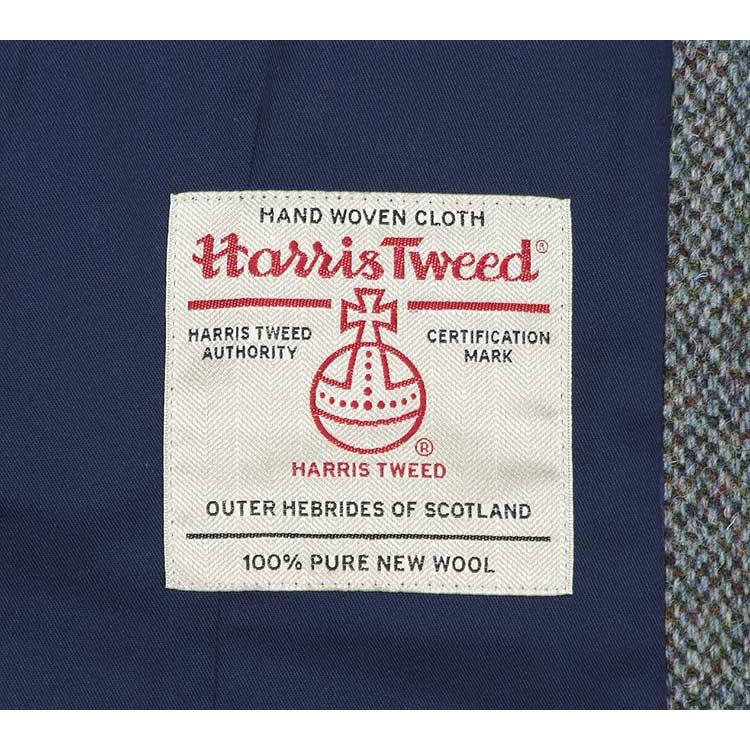 HAND WOVEN CLOTH
Harris Tweed®
HARRIS TWEED
AUTHORITY
CERTIFICATION
MARK
®
HARRIS TWEED
OUTER HEBRIDES OF SCOTLAND
100% PURE NEW WOOL